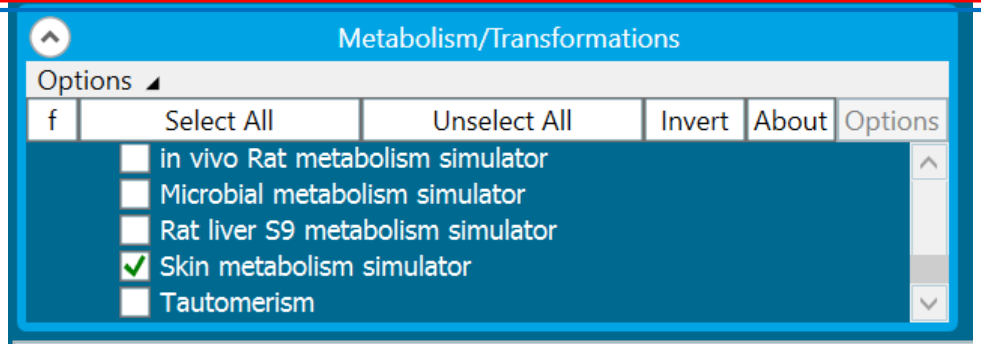 Metabolism/Transformations
Options
f Select All Unselect All Invert About Options
in vivo Rat metabolism simulator
Microbial metabolism simulator
Rat liver S9 metabolism simulator
Skin metabolism simulator
Tautomerism